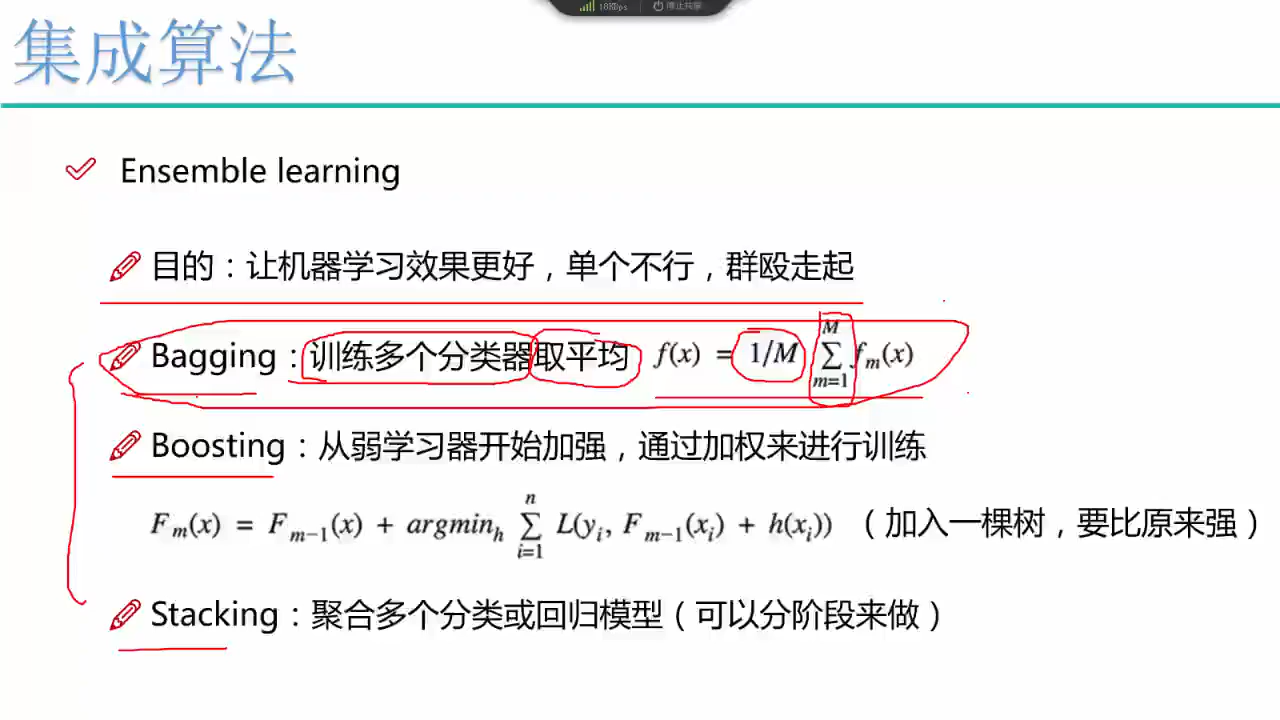 10KBps 停止共享
集成算法
Ensemble learning
目的：让机器学习效果更好，单个不行，群殴走起
Bagging：训练多个分类器取平均 f(x) = 1/M ∑_{m=1}^{M} f_m(x)
Boosting：从弱学习器开始加强，通过加权来进行训练
F_m(x) = F_{m−1}(x) + argmin_h ∑_{i=1}^{n} L(y_i, F_{m−1}(x_i) + h(x_i)) （加入一棵树，要比原来强）
Stacking：聚合多个分类或回归模型（可以分阶段来做）